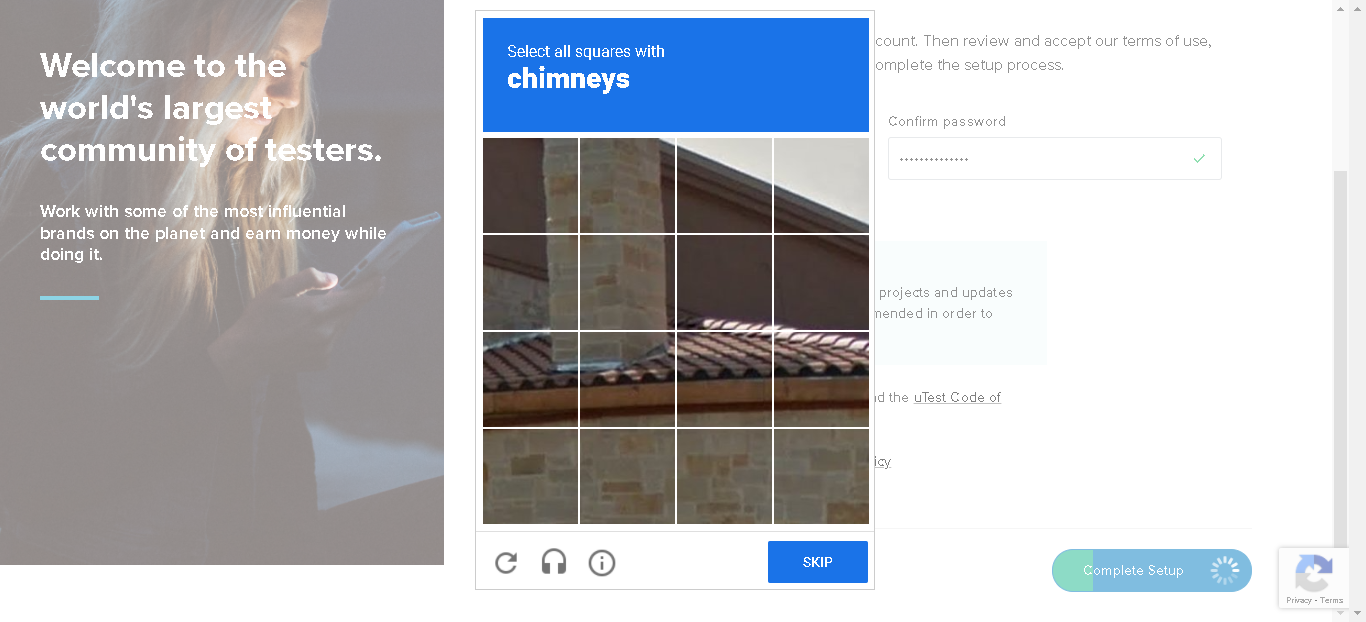 Welcome to the
world's largest
community of testers.
Work with some of the most influential
brands on the planet and earn money while
doing it.
Select all squares with
chimneys
SKIP
count. Then review and accept our terms of use,
omplete the setup process.
Confirm password
••••••••••••••
projects and updates
mended in order to
d the uTest Code of
icy
Complete Setup
Privacy - Terms